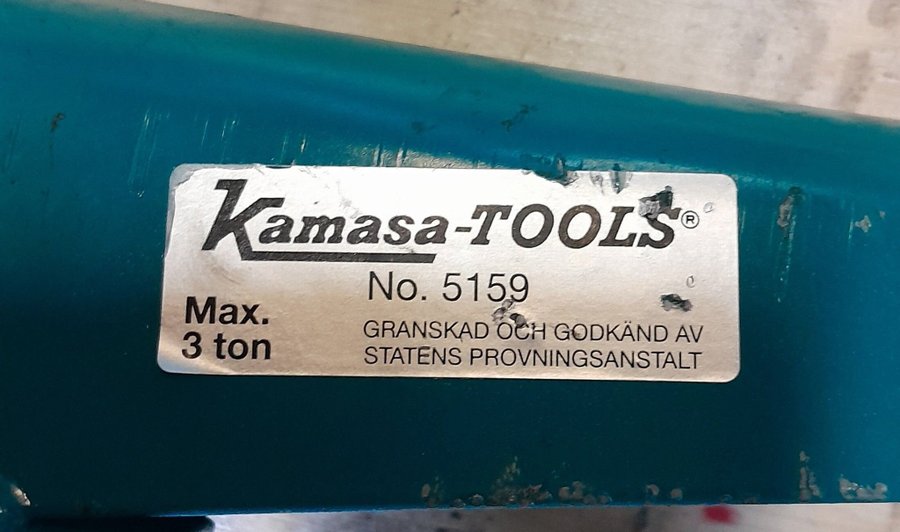 Kamasa-TOOLS®
No. 5159
Max.
3 ton
GRANSKAD OCH GODKÄND AV
STATENS PROVNINGSANSTALT